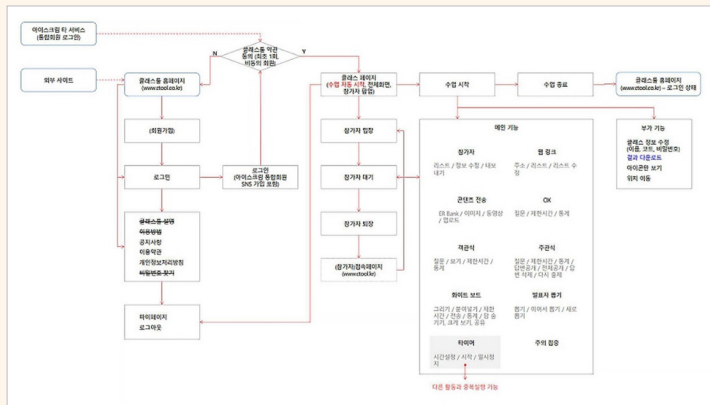 아이스크림 타 서비스
(통합회원 로그인)
외부 사이트
클래스툴 홈페이지
(www.ctool.co.kr)
(회원가입)
로그인
클래스툴 설명
이용방법
공지사항
이용약관
개인정보처리방침
비밀번호 찾기
마이페이지
로그아웃
N
클래스툴 약관
동의 (최초 1회,
비동의 회원)
Y
로그인
(아이스크림 통합회원
SNS 가입 포함)
클래스 페이지
(수업 자동 시작, 전체화면,
참가자 팝업)
참가자 입장
참가자 대기
참가자 퇴장
(참가자)접속페이지
(www.ctool.kr)
수업 시작
수업 종료
클래스툴 홈페이지
(www.ctool.co.kr) – 로그인 상태
메인 기능
참가자
리스트 / 정보 수정 / 내보
내기
웹 링크
주소 / 리스트 / 리스트 수
정
콘텐츠 전송
ER Bank / 이미지 / 동영상
/ 업로드
OX
질문 / 제한시간 / 통계
객관식
질문 / 보기 / 제한시간 /
통계
주관식
질문 / 제한시간 / 통계 /
답변공개 / 전체공개 / 답
변 삭제 / 다시 출제
화이트 보드
그리기 / 붙여넣기 / 제한
시간 / 전송 / 통계 / 답 숨
기기, 크게 보기, 공유
발표자 뽑기
뽑기 / 이어서 뽑기 / 새로
뽑기
타이머
시간설정 / 시작 / 일시정
지
주의 집중
다른 활동과 중복실행 가능
부가 기능
클래스 정보 수정
(이름, 코드, 비밀번호)
결과 다운로드
아이콘만 보기
위치 이동